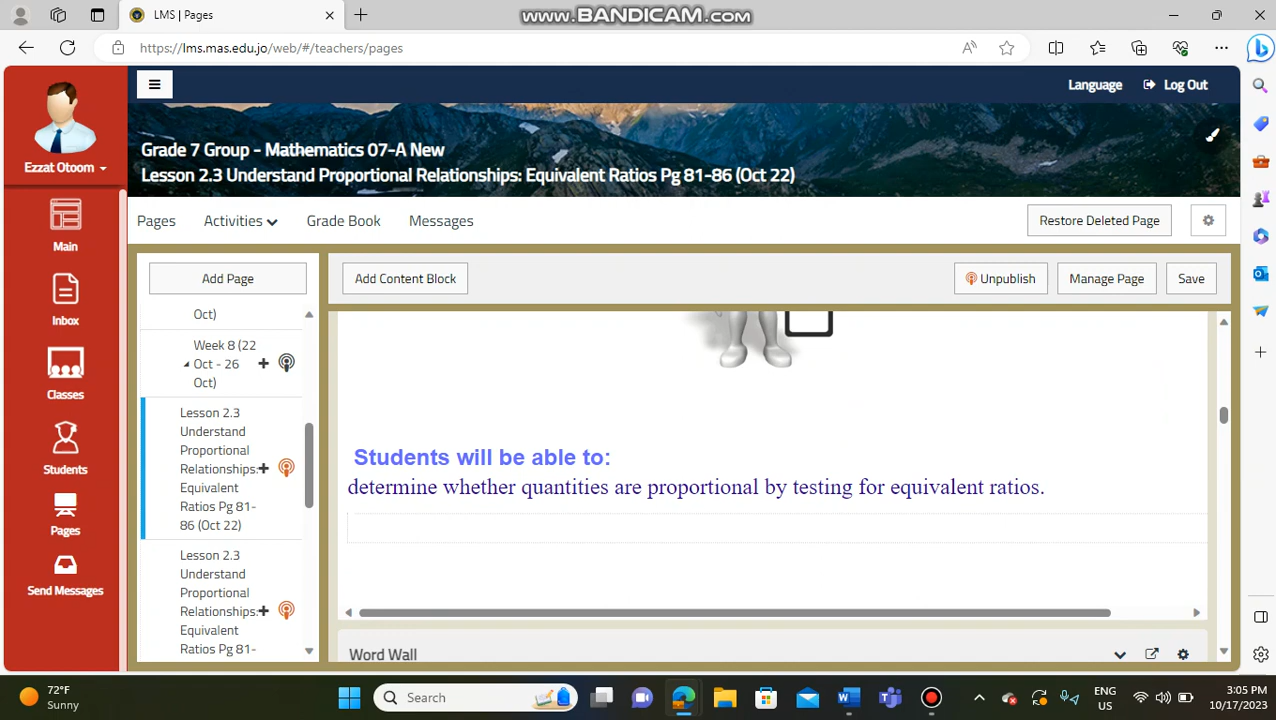 LMS | Pages
www.BANDICAM.com
https://lms.mas.edu.jo/web/#/teachers/pages
Ezzat Otoom
Main
Inbox
Classes
Students
Pages
Send Messages
Language
Log Out
Grade 7 Group - Mathematics 07-A New
Lesson 2.3 Understand Proportional Relationships: Equivalent Ratios Pg 81-86 (Oct 22)
Pages
Activities
Grade Book
Messages
Restore Deleted Page
Add Page
Oct)
Week 8 (22
Oct - 26
Oct)
Lesson 2.3
Understand
Proportional
Relationships:
Equivalent
Ratios Pg 81-
86 (Oct 22)
Lesson 2.3
Understand
Proportional
Relationships:
Equivalent
Ratios Pg 81-
Add Content Block
Unpublish
Manage Page
Save
Students will be able to:
determine whether quantities are proportional by testing for equivalent ratios.
Word Wall
72°F
Sunny
Search
ENG
US
3:05 PM
10/17/2023